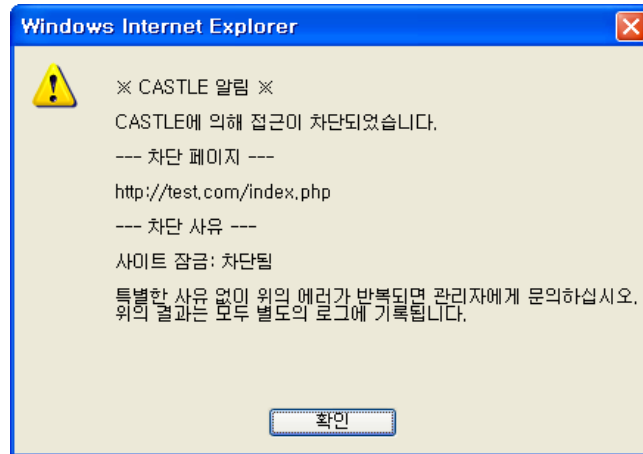 Windows Internet Explorer
※ CASTLE 알림 ※
CASTLE에 의해 접근이 차단되었습니다.
--- 차단 페이지 ---
http://test.com/index.php
--- 차단 사유 ---
사이트 잠금: 차단됨
특별한 사유 없이 위의 에러가 반복되면 관리자에게 문의하십시오.
위의 결과는 모두 별도의 로그에 기록됩니다.
확인